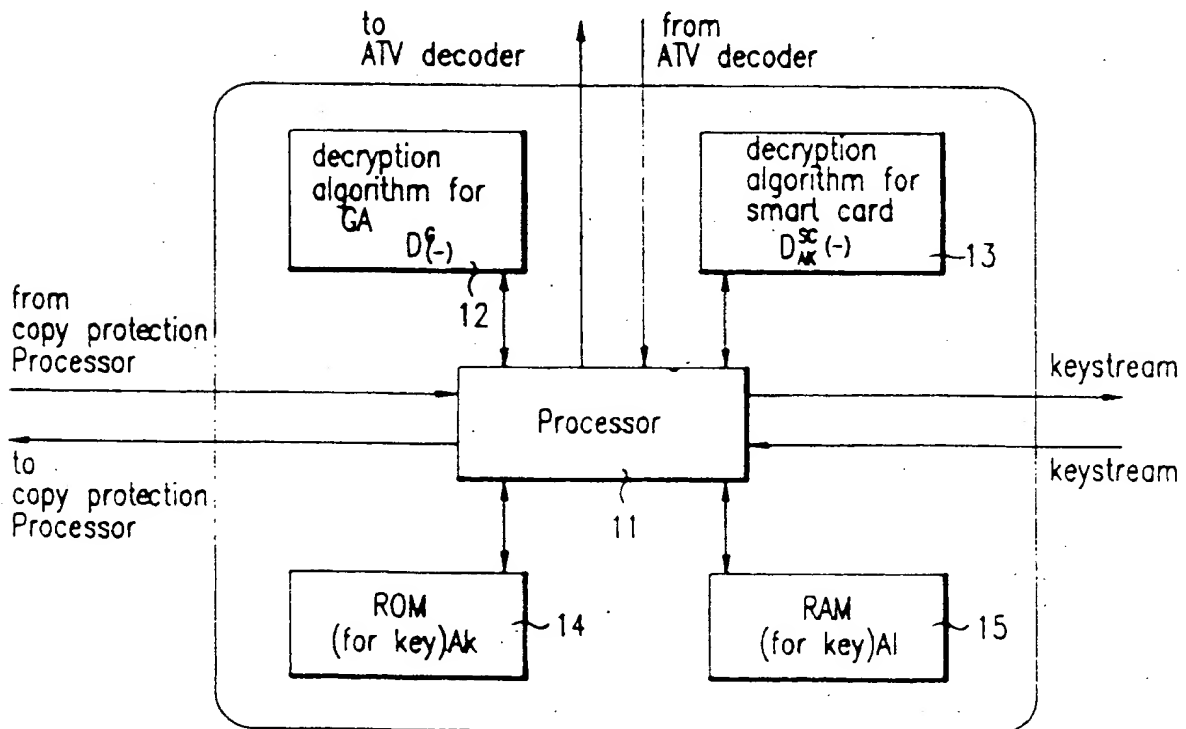 to
ATV decoder
from
ATV decoder
decryption
algorithm for
GA
D^G(-)
12
decryption
algorithm for
smart card
D^SC_AK(-)
13
from
copy protection
Processor
to
copy protection
Processor
Processor
11
keystream
keystream
ROM
(for key)Ak
14
RAM
(for key)Al
15